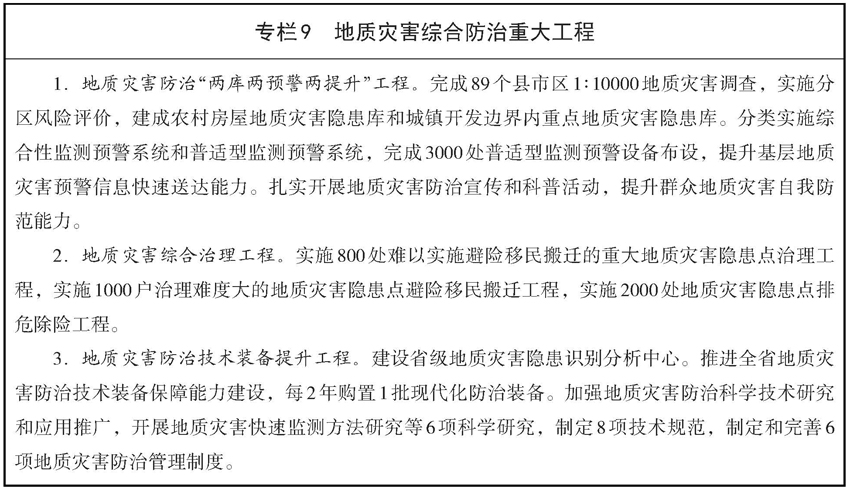 专栏9 地质灾害综合防治重大工程
1. 地质灾害防治“两库两预警两提升”工程。完成89个县市区1:10000地质灾害调查，实施分
区风险评价，建成农村房屋地质灾害隐患库和城镇开发边界内重点地质灾害隐患库。分类实施综
合性监测预警系统和普适型监测预警系统，完成3000处普适型监测预警设备布设，提升基层地质
灾害预警信息快速送达能力。扎实开展地质灾害防治宣传和科普活动，提升群众地质灾害自我防
范能力。
2. 地质灾害综合治理工程。实施800处难以实施避险移民搬迁的重大地质灾害隐患点治理工
程，实施1000户治理难度大的地质灾害隐患点避险移民搬迁工程，实施2000处地质灾害隐患点排
危除险工程。
3. 地质灾害防治技术装备提升工程。建设省级地质灾害隐患识别分析中心。推进全省地质灾
害防治技术装备保障能力建设，每2年购置1批现代化防治装备。加强地质灾害防治科学技术研究
和应用推广，开展地质灾害快速监测方法研究等6项科学研究，制定8项技术规范，制定和完善6
项地质灾害防治管理制度。